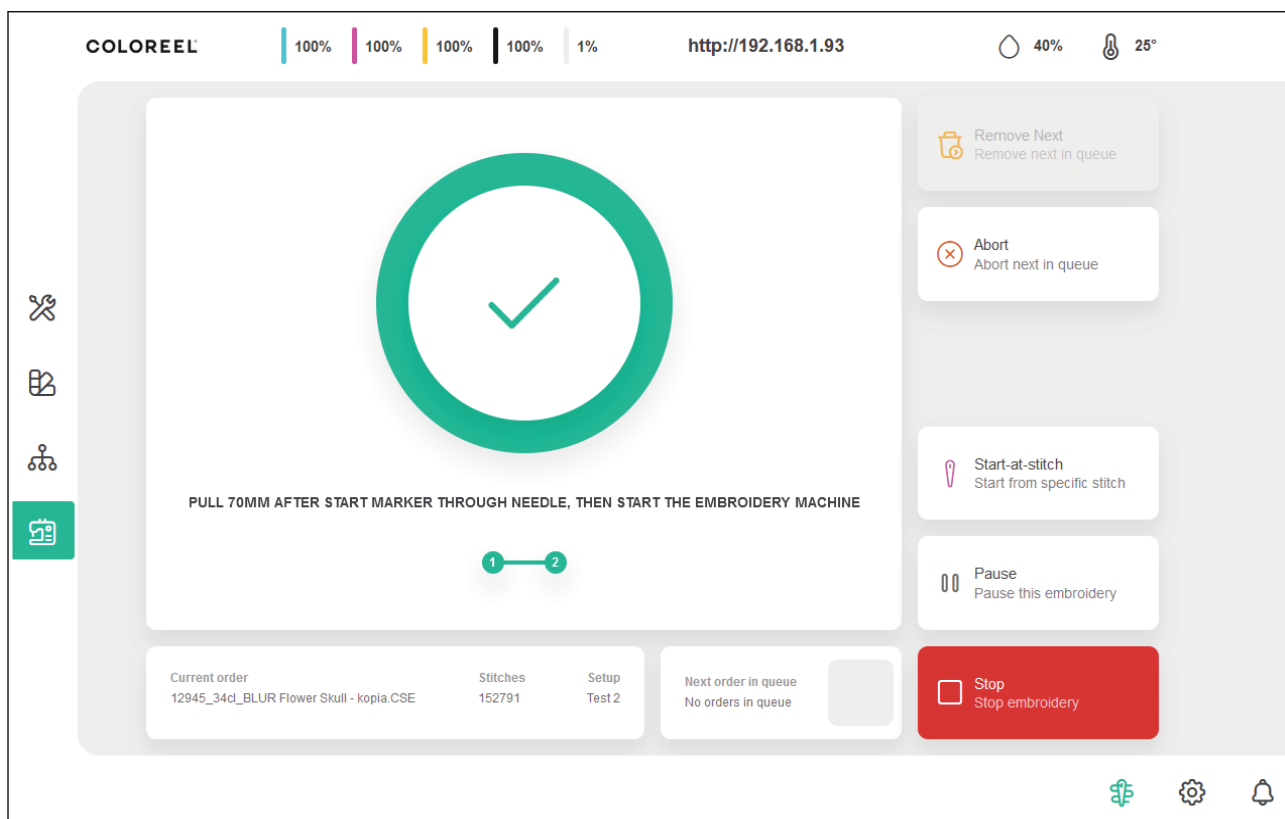 COLOREEL
100%
100%
100%
100%
1%
http://192.168.1.93
40%
25°
Remove Next
Remove next in queue
Abort
Abort next in queue
PULL 70MM AFTER START MARKER THROUGH NEEDLE, THEN START THE EMBROIDERY MACHINE
1
2
Start-at-stitch
Start from specific stitch
Pause
Pause this embroidery
Current order
12945_34cl_BLUR Flower Skull - kopia.CSE
Stitches
152791
Setup
Test 2
Next order in queue
No orders in queue
Stop
Stop embroidery